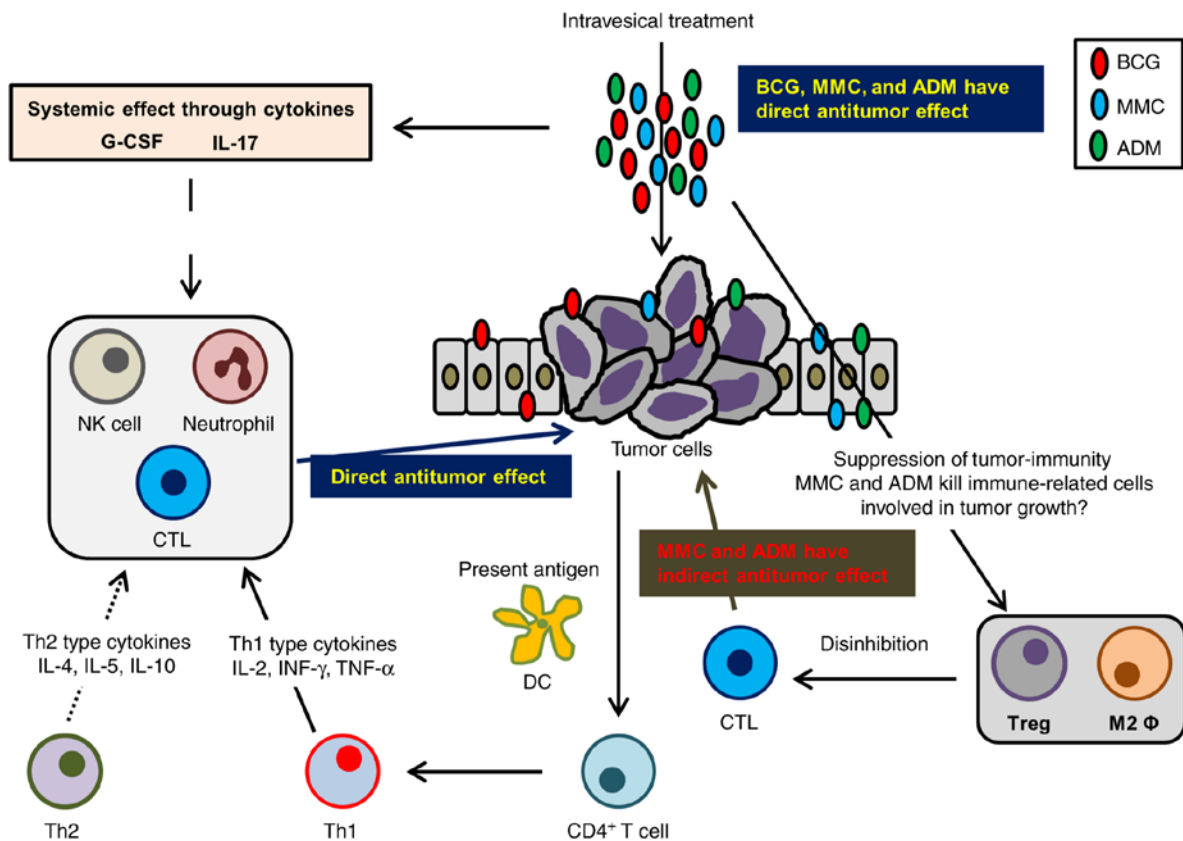 Intravesical treatment
BCG
MMC
ADM
BCG, MMC, and ADM have
direct antitumor effect
Systemic effect through cytokines
G-CSF IL-17
NK cell
Neutrophil
CTL
Direct antitumor effect
Tumor cells
Suppression of tumor-immunity
MMC and ADM kill immune-related cells
involved in tumor growth?
MMC and ADM have
indirect antitumor effect
Present antigen
DC
Th2 type cytokines
IL-4, IL-5, IL-10
Th1 type cytokines
IL-2, INF-γ, TNF-α
Disinhibition
CTL
Treg
M2 Φ
Th2
Th1
CD4⁺ T cell